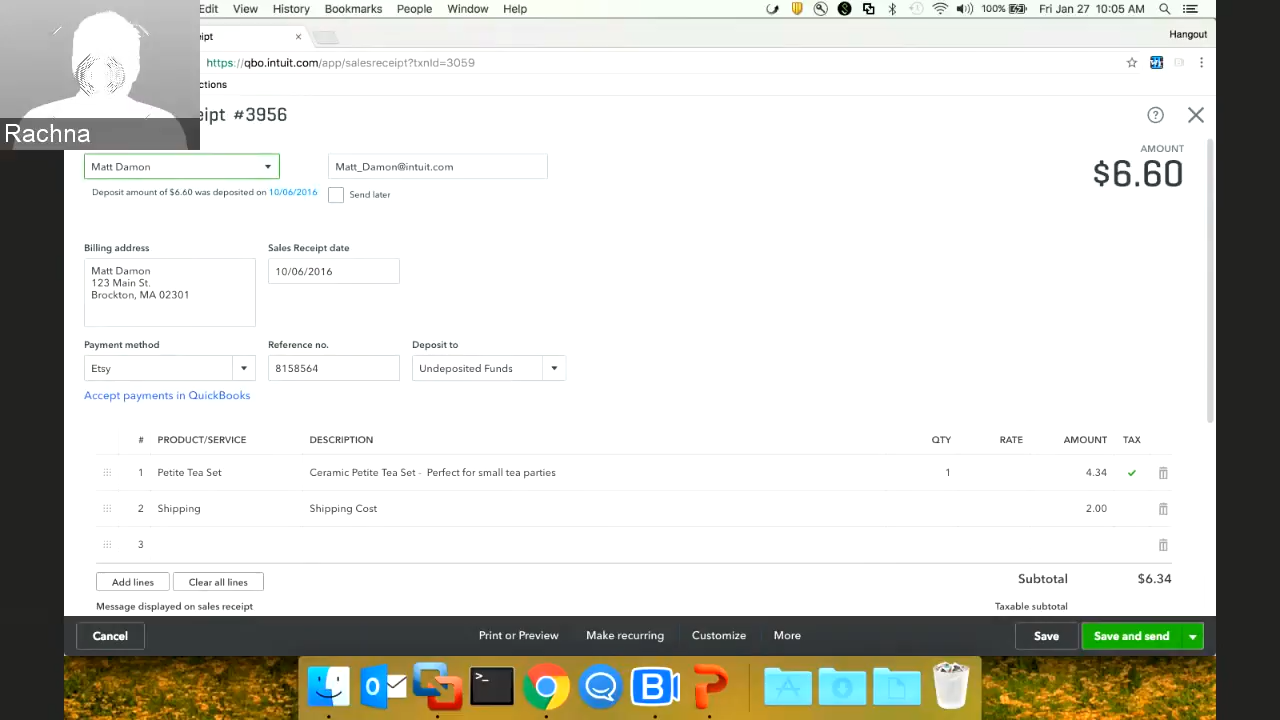 Edit View History Bookmarks People Window Help 100% Fri Jan 27 10:05 AM
ipt × Hangout
https://qbo.intuit.com/app/salesreceipt?txnId=3059
ctions
Rachna
eipt #3956
AMOUNT
$6.60
Matt Damon Matt_Damon@intuit.com
Deposit amount of $6.60 was deposited on 10/06/2016 Send later
Billing address Sales Receipt date
Matt Damon
123 Main St.
Brockton, MA 02301
10/06/2016
Payment method Reference no. Deposit to
Etsy 8158564 Undeposited Funds
Accept payments in QuickBooks
# PRODUCT/SERVICE DESCRIPTION QTY RATE AMOUNT TAX
1 Petite Tea Set Ceramic Petite Tea Set - Perfect for small tea parties 1 4.34 ✓
2 Shipping Shipping Cost 2.00
3
Add lines Clear all lines Subtotal $6.34
Message displayed on sales receipt Taxable subtotal
Cancel Print or Preview Make recurring Customize More Save Save and send